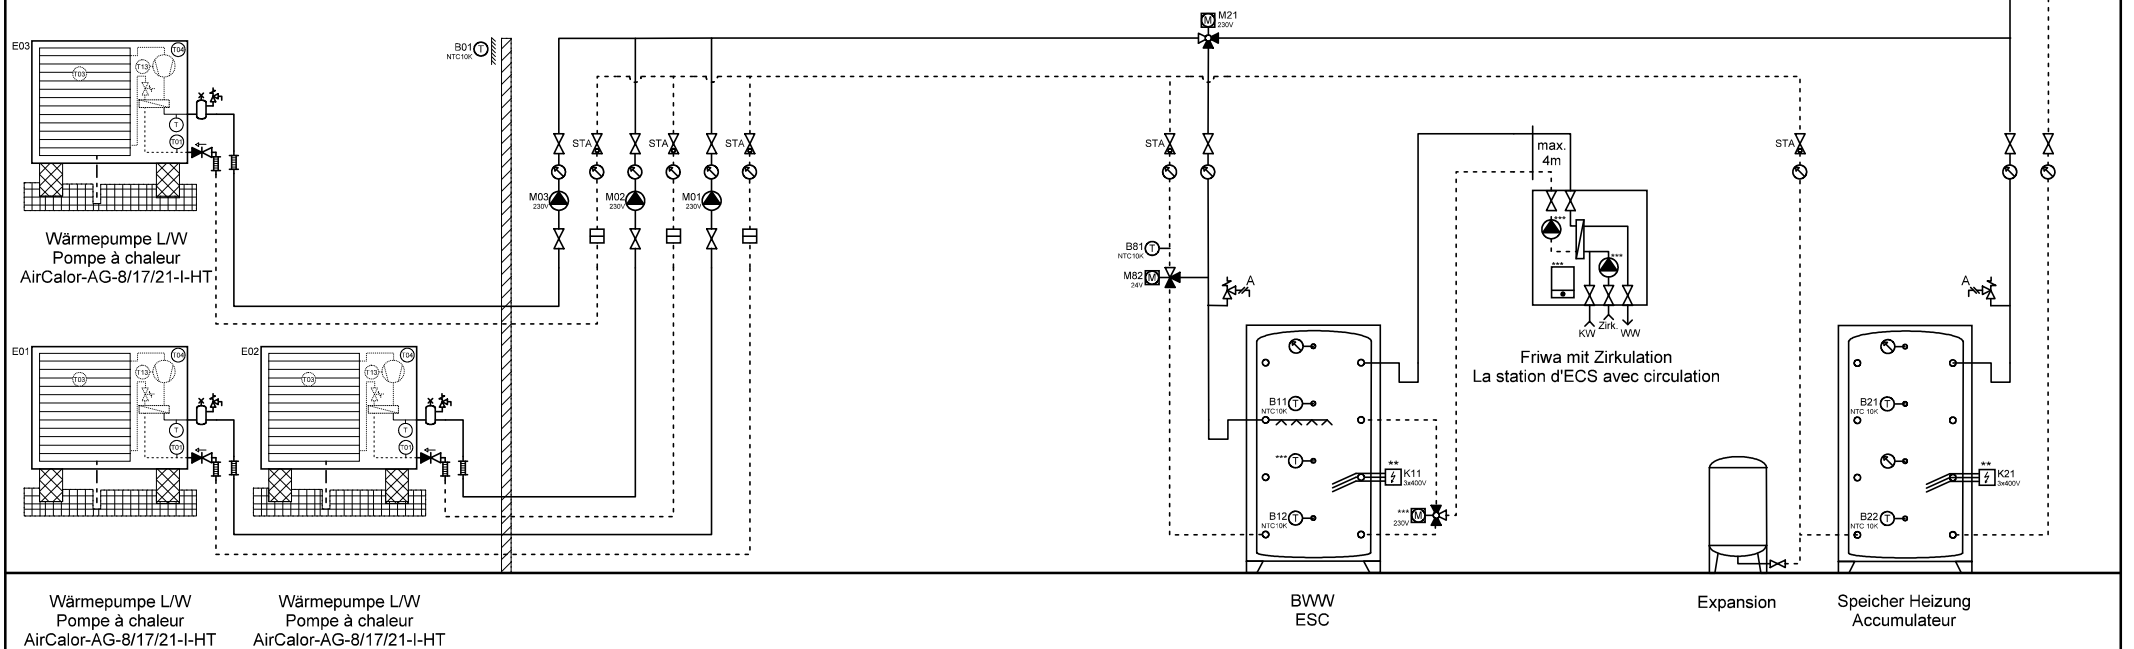 M21
230V
E03
T04
T13
T03
T
T01
B01
T
NTC10K
STA
STA
STA
STA
STA
max.
4m
M03
230V
M02
230V
M01
230V
Wärmepumpe L/W
Pompe à chaleur
AirCalor-AG-8/17/21-I-HT
B81
T
NTC10K
M82
M
24V
***
***
***
A
A
KW
Zirk.
WW
E01
T04
T13
T03
T
T01
E02
T04
T13
T03
T
T01
Friwa mit Zirkulation
La station d'ECS avec circulation
B11
T
NTC10K
***
T
**
K11
3x400V
B12
T
NTC10K
***
M
230V
B21
T
NTC 10K
**
K21
3x400V
B22
T
NTC 10K
Wärmepumpe L/W
Pompe à chaleur
AirCalor-AG-8/17/21-I-HT
Wärmepumpe L/W
Pompe à chaleur
AirCalor-AG-8/17/21-I-HT
BWW
ESC
Expansion
Speicher Heizung
Accumulateur